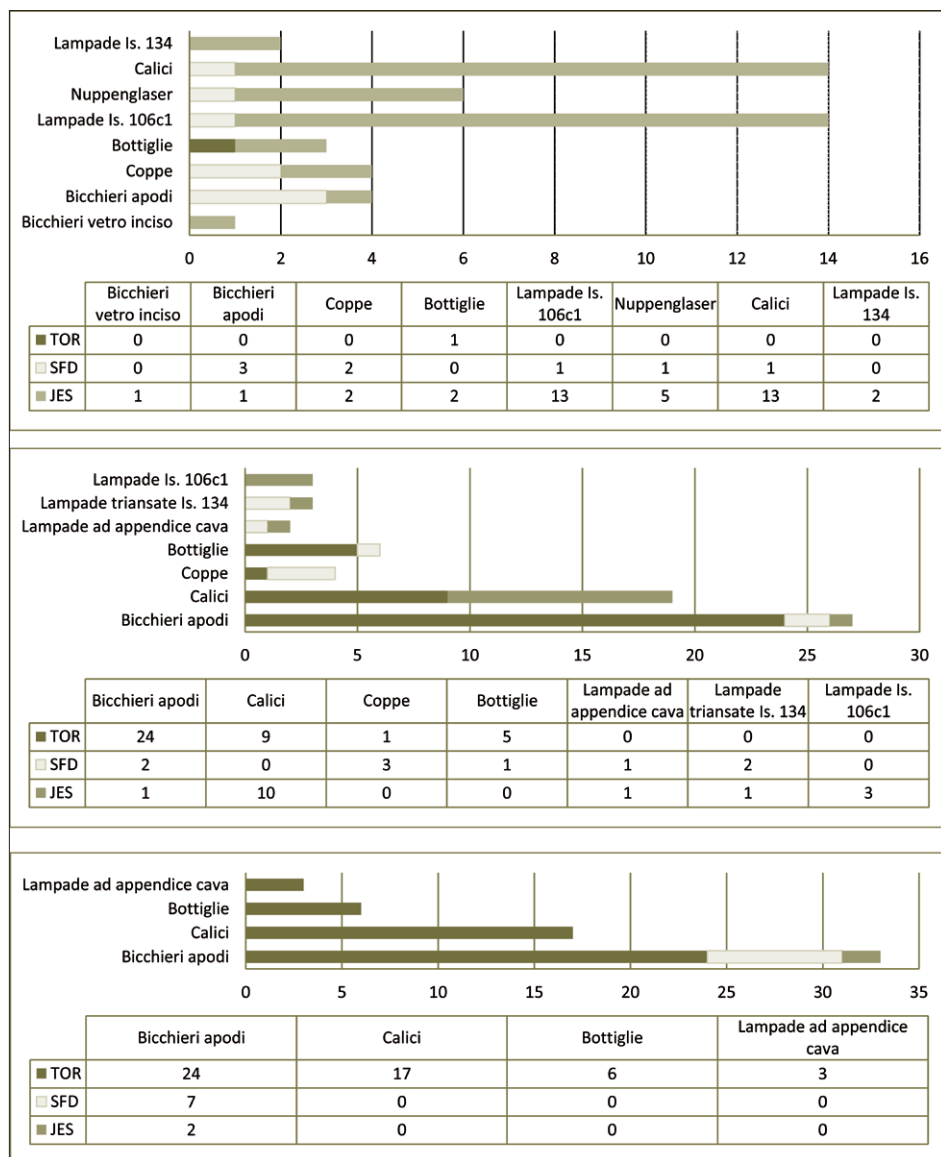 Lampade Is. 134
Calici
Nuppenglaser
Lampade Is. 106c1
Bottiglie
Coppe
Bicchieri apodi
Bicchieri vetro inciso
0 2 4 6 8 10 12 14 16
Bicchieri vetro inciso Bicchieri apodi Coppe Bottiglie Lampade Is. 106c1 Nuppenglaser Calici Lampade Is. 134
TOR 0 0 0 1 0 0 0 0
SFD 0 3 2 0 1 1 1 0
JES 1 1 2 2 13 5 13 2
Lampade Is. 106c1
Lampade triansate Is. 134
Lampade ad appendice cava
Bottiglie
Coppe
Calici
Bicchieri apodi
0 5 10 15 20 25 30
Bicchieri apodi Calici Coppe Bottiglie Lampade ad appendice cava Lampade triansate Is. 134 Lampade Is. 106c1
TOR 24 9 1 5 0 0 0
SFD 2 0 3 1 1 2 0
JES 1 10 0 0 1 1 3
Lampade ad appendice cava
Bottiglie
Calici
Bicchieri apodi
0 5 10 15 20 25 30 35
Bicchieri apodi Calici Bottiglie Lampade ad appendice cava
TOR 24 17 6 3
SFD 7 0 0 0
JES 2 0 0 0